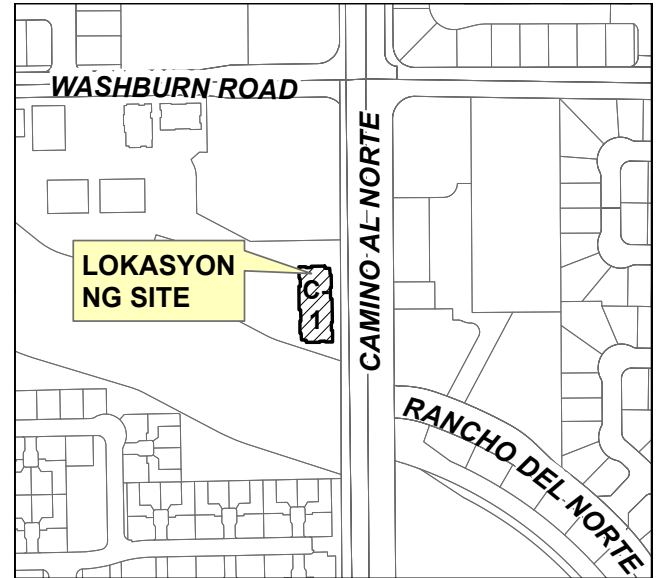 WASHBURN ROAD
CAMINO AL NORTE
LOKASYON
NG SITE
C-
1
RANCHO DEL NORTE